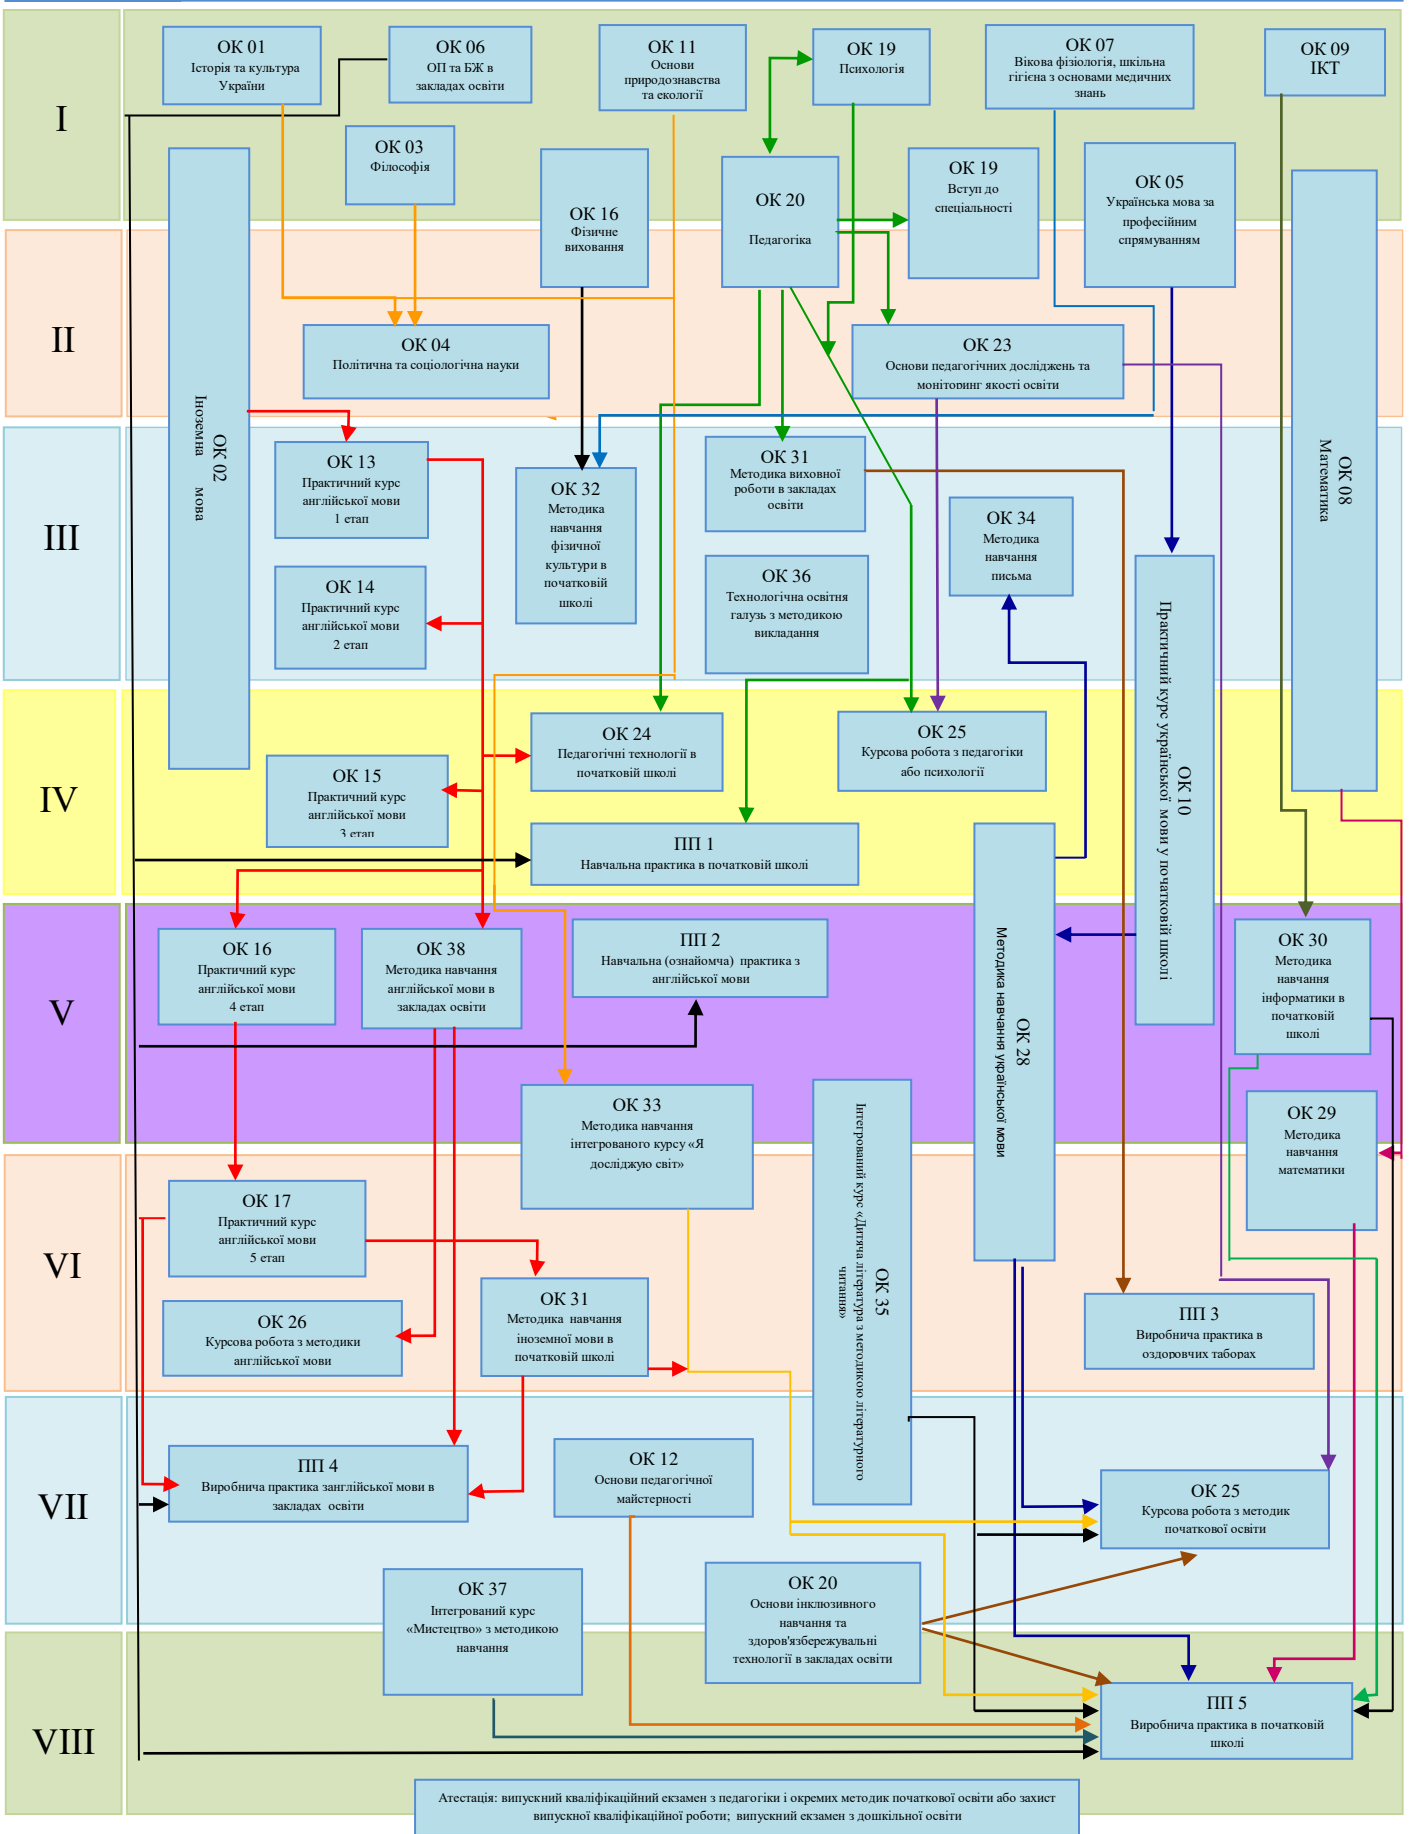 I
ОК 01
Історія та культура
України
ОК 06
ОП та БЖ в
закладах освіти
ОК 11
Основи
природознавства
та екології
ОК 19
Психологія
ОК 07
Вікова фізіологія, шкільна
гігієна з основами медичних
знань
ОК 09
ІКТ
ОК 03
Філософія
ОК 16
Фізичне
виховання
ОК 20
Педагогіка
ОК 19
Вступ до
спеціальності
ОК 05
Українська мова за
професійним
спрямуванням
II
ОК 04
Політична та соціологічна науки
ОК 23
Основи педагогічних досліджень та
моніторинг якості освіти
ОК 02
Іноземна мова
ОК 08
Математика
III
ОК 13
Практичний курс
англійської мови
1 етап
ОК 32
Методика
навчання
фізичної
культури в
початковій
школі
ОК 31
Методика виховної
роботи в закладах
освіти
ОК 34
Методика
навчання
письма
ОК 14
Практичний курс
англійської мови
2 етап
ОК 36
Технологічна освітня
галузь з методикою
викладання
ОК 10
Практичний курс української мови у початковій школі
IV
ОК 24
Педагогічні технології в
початковій школі
ОК 25
Курсова робота з педагогіки
або психології
ОК 15
Практичний курс
англійської мови
3 етап
ПП 1
Навчальна практика в початковій школі
V
ОК 16
Практичний курс
англійської мови
4 етап
ОК 38
Методика навчання
англійської мови в
закладах освіти
ПП 2
Навчальна (ознайомча) практика з
англійської мови
ОК 28
Методика навчання української мови
ОК 30
Методика
навчання
інформатики в
початковій
школі
ОК 33
Методика навчання
інтегрованого курсу «Я
досліджую світ»
ОК 29
Методика
навчання
математики
VI
ОК 17
Практичний курс
англійської мови
5 етап
ОК 35
Інтегрований курс «Дитяча література з методикою літературного
читання»
ОК 26
Курсова робота з методики
англійської мови
ОК 31
Методика навчання
іноземної мови в
початковій школі
ПП 3
Виробнича практика в
оздоровчих таборах
VII
ПП 4
Виробнича практика занглійської мови в
закладах освіти
ОК 12
Основи педагогічної
майстерності
ОК 25
Курсова робота з методик
початкової освіти
ОК 37
Інтегрований курс
«Мистецтво» з методикою
навчання
ОК 20
Основи інклюзивного
навчання та
здоров'язбережувальні
технології в закладах освіти
VIII
ПП 5
Виробнича практика в початковій
школі
Атестація: випускний кваліфікаційний екзамен з педагогіки і окремих методик початкової освіти або захист
випускної кваліфікаційної роботи; випускний екзамен з дошкільної освіти